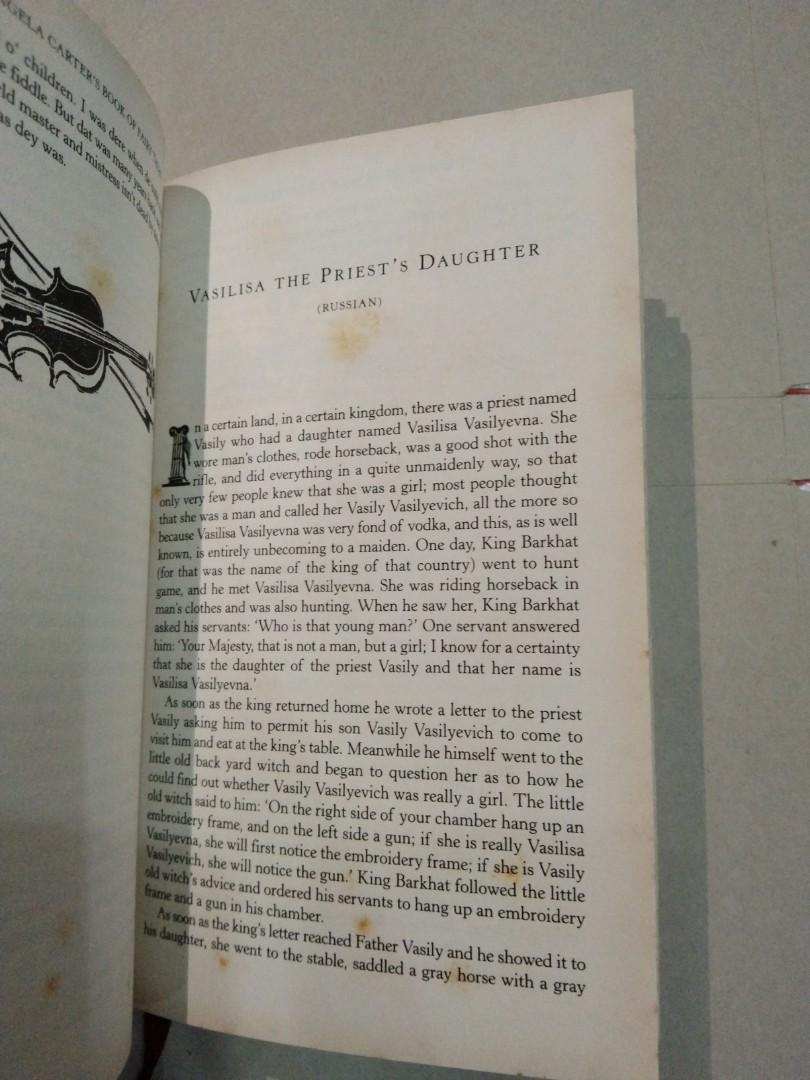 ANGELA CARTER'S BOOK OF FAIRY
o' children. I was dere when de
e fiddle. But dat was many years back
ld master and mistress isn't dead
as dey was.
VASILISA THE PRIEST'S DAUGHTER
(RUSSIAN)
In a certain land, in a certain kingdom, there was a priest named
Vasily who had a daughter named Vasilisa Vasilyevna. She
wore man's clothes, rode horseback, was a good shot with the
rifle, and did everything in a quite unmaidenly way, so that
only very few people knew that she was a girl; most people thought
that she was a man and called her Vasily Vasilyevich, all the more so
because Vasilisa Vasilyevna was very fond of vodka, and this, as is well
known, is entirely unbecoming to a maiden. One day, King Barkhat
(for that was the name of the king of that country) went to hunt
game, and he met Vasilisa Vasilyevna. She was riding horseback in
man's clothes and was also hunting. When he saw her, King Barkhat
asked his servants: 'Who is that young man?' One servant answered
him: 'Your Majesty, that is not a man, but a girl; I know for a certainty
that she is the daughter of the priest Vasily and that her name is
Vasilisa Vasilyevna.'
As soon as the king returned home he wrote a letter to the priest
Vasily asking him to permit his son Vasily Vasilyevich to come to
visit him and eat at the king's table. Meanwhile he himself went to the
little old back yard witch and began to question her as to how he
could find out whether Vasily Vasilyevich was really a girl. The little
old witch said to him: 'On the right side of your chamber hang up an
embroidery frame, and on the left side a gun; if she is really Vasilisa
Vasilyevna, she will first notice the embroidery frame; if she is Vasily
Vasilyevich, she will notice the gun.' King Barkhat followed the little
old witch's advice and ordered his servants to hang up an embroidery
frame and a gun in his chamber.
As soon as the king's letter reached Father Vasily and he showed it to
his daughter, she went to the stable, saddled a gray horse with a gray